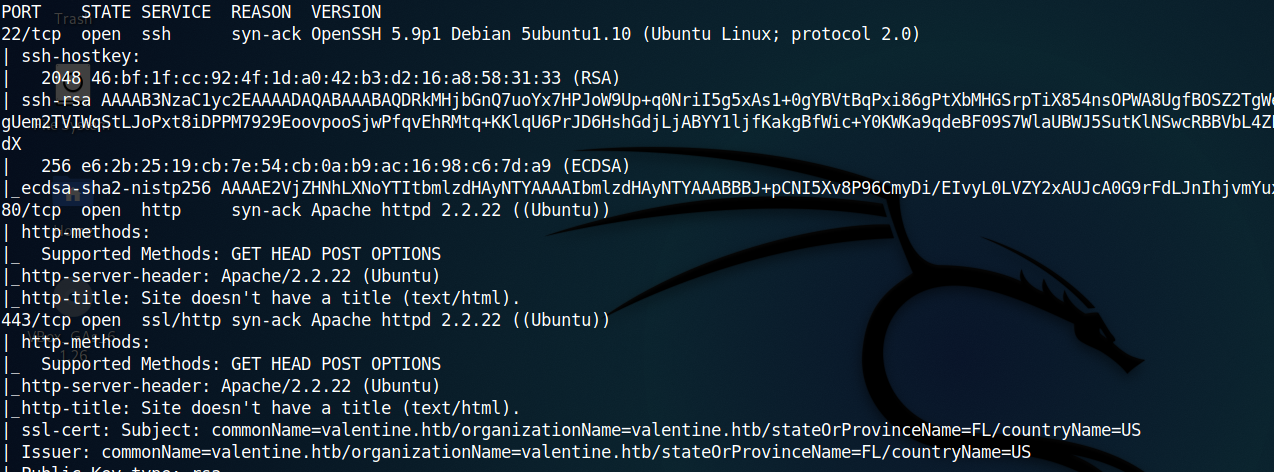 PORT    STATE SERVICE  REASON  VERSION
22/tcp  open  ssh      syn-ack OpenSSH 5.9p1 Debian 5ubuntu1.10 (Ubuntu Linux; protocol 2.0)
| ssh-hostkey:
|   2048 46:bf:1f:cc:92:4f:1d:a0:42:b3:d2:16:a8:58:31:33 (RSA)
| ssh-rsa AAAAB3NzaC1yc2EAAAADAQABAAABAQDRkMHjbGnQ7uoYx7HPJoW9Up+q0NriI5g5xAs1+0gYBVtBqPxi86gPtXbMHGSrpTiX854nsOPWA8UgfBOSZ2TgWe
gUem2TVIWqStLJoPxt8iDPPM7929EoovpooSjwPfqvEhRMtq+KKlqU6PrJD6HshGdjLjABYY1ljfKakgBfWic+Y0KWKa9qdeBF09S7WlaUBWJ5SutKlNSwcRBBVbL4Z
dX
|   256 e6:2b:25:19:cb:7e:54:cb:0a:b9:ac:16:98:c6:7d:a9 (ECDSA)
|_ecdsa-sha2-nistp256 AAAAE2VjZHNhLXNoYTItbmlzdHAyNTYAAAAIbmlzdHAyNTYAAABBBJ+pCNI5Xv8P96CmyDi/EIvyL0LVZY2xAUJcA0G9rFdLJnIhjvmYu
80/tcp  open  http     syn-ack Apache httpd 2.2.22 ((Ubuntu))
| http-methods:
|_  Supported Methods: GET HEAD POST OPTIONS
|_http-server-header: Apache/2.2.22 (Ubuntu)
|_http-title: Site doesn't have a title (text/html).
443/tcp open  ssl/http syn-ack Apache httpd 2.2.22 ((Ubuntu))
| http-methods:
|_  Supported Methods: GET HEAD POST OPTIONS
|_http-server-header: Apache/2.2.22 (Ubuntu)
|_http-title: Site doesn't have a title (text/html).
| ssl-cert: Subject: commonName=valentine.htb/organizationName=valentine.htb/stateOrProvinceName=FL/countryName=US
| Issuer: commonName=valentine.htb/organizationName=valentine.htb/stateOrProvinceName=FL/countryName=US
| Public Key type: rsa
Trash